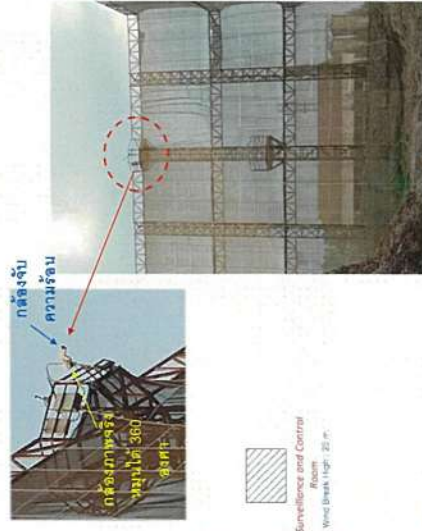 กล้องจับ
ความร้อน
กล้องภาพจริง
หมุนได้ 360
องศา
Surveillance and Control
Room
Wind Break High : 20 m.